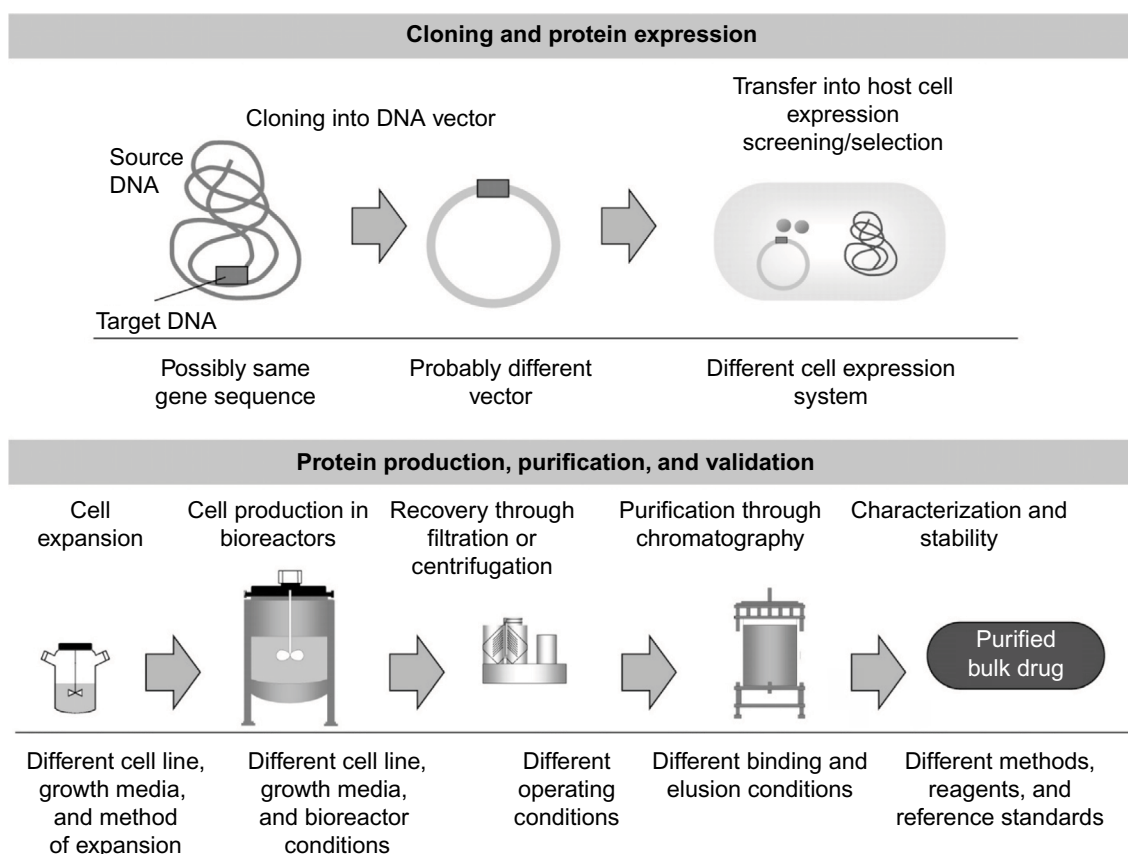 Cloning and protein expression
Cloning into DNA vector
Transfer into host cell
expression
screening/selection
Source
DNA
Target DNA
Possibly same
gene sequence
Probably different
vector
Different cell expression
system
Protein production, purification, and validation
Cell
expansion
Cell production in
bioreactors
Recovery through
filtration or
centrifugation
Purification through
chromatography
Characterization and
stability
Purified
bulk drug
Different cell line,
growth media,
and method
of expansion
Different cell line,
growth media,
and bioreactor
conditions
Different
operating
conditions
Different binding and
elusion conditions
Different methods,
reagents, and
reference standards